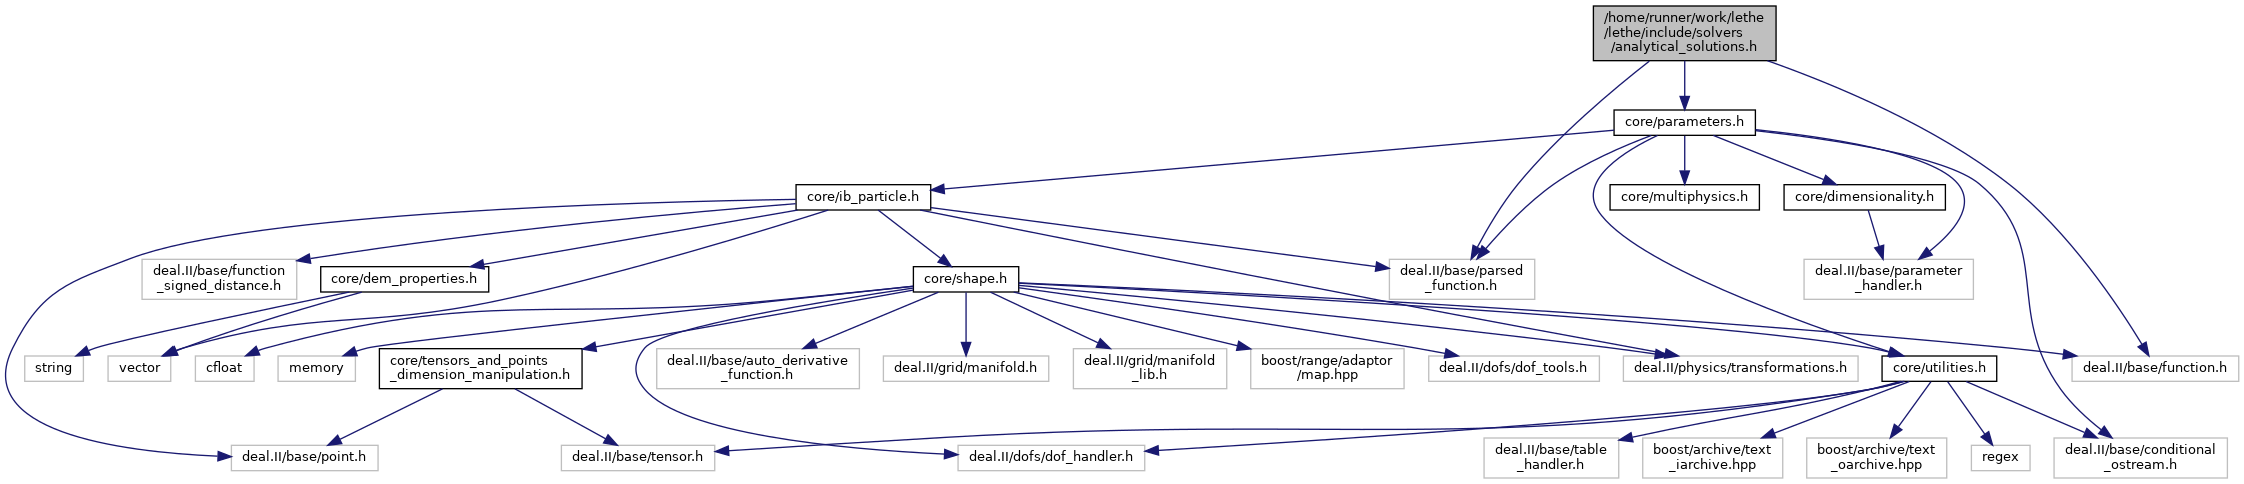 /home/runner/work/lethe
/lethe/include/solvers
/analytical_solutions.h
core/parameters.h
core/ib_particle.h
core/multiphysics.h
core/dimensionality.h
deal.II/base/function
_signed_distance.h
core/dem_properties.h
core/shape.h
deal.II/base/parsed
_function.h
deal.II/base/parameter
_handler.h
string
vector
cfloat
memory
core/tensors_and_points
_dimension_manipulation.h
deal.II/base/auto_derivative
_function.h
deal.II/grid/manifold.h
deal.II/grid/manifold
_lib.h
boost/range/adaptor
/map.hpp
deal.II/dofs/dof_tools.h
deal.II/physics/transformations.h
core/utilities.h
deal.II/base/function.h
deal.II/base/point.h
deal.II/base/tensor.h
deal.II/dofs/dof_handler.h
deal.II/base/table
_handler.h
boost/archive/text
_iarchive.hpp
boost/archive/text
_oarchive.hpp
regex
deal.II/base/conditional
_ostream.h